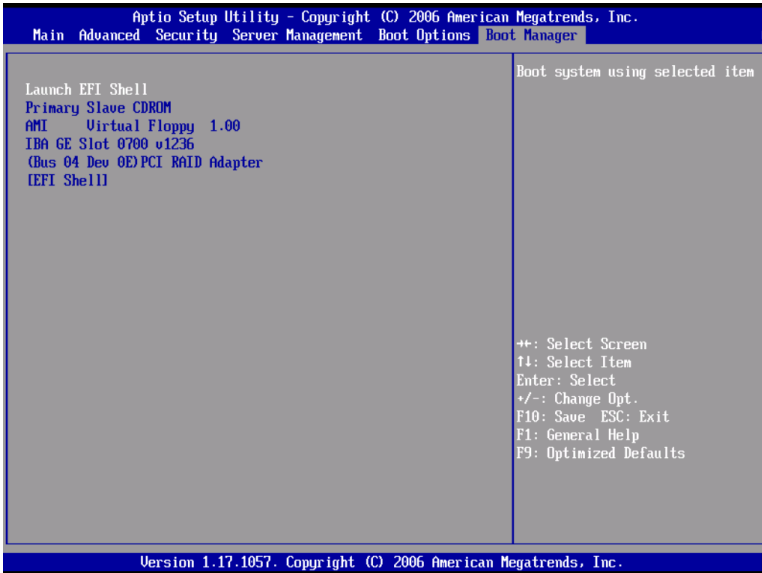 Aptio Setup Utility - Copyright (C) 2006 American Megatrends, Inc.
Main Advanced Security Server Management Boot Options Boot Manager
Launch EFI Shell
Primary Slave CDROM
AMI Virtual Floppy 1.00
IBA GE Slot 0700 v1236
(Bus 04 Dev 0E)PCI RAID Adapter
[EFI Shell]
Boot system using selected item
→←: Select Screen
↑↓: Select Item
Enter: Select
+/-: Change Opt.
F10: Save ESC: Exit
F1: General Help
F9: Optimized Defaults
Version 1.17.1057. Copyright (C) 2006 American Megatrends, Inc.